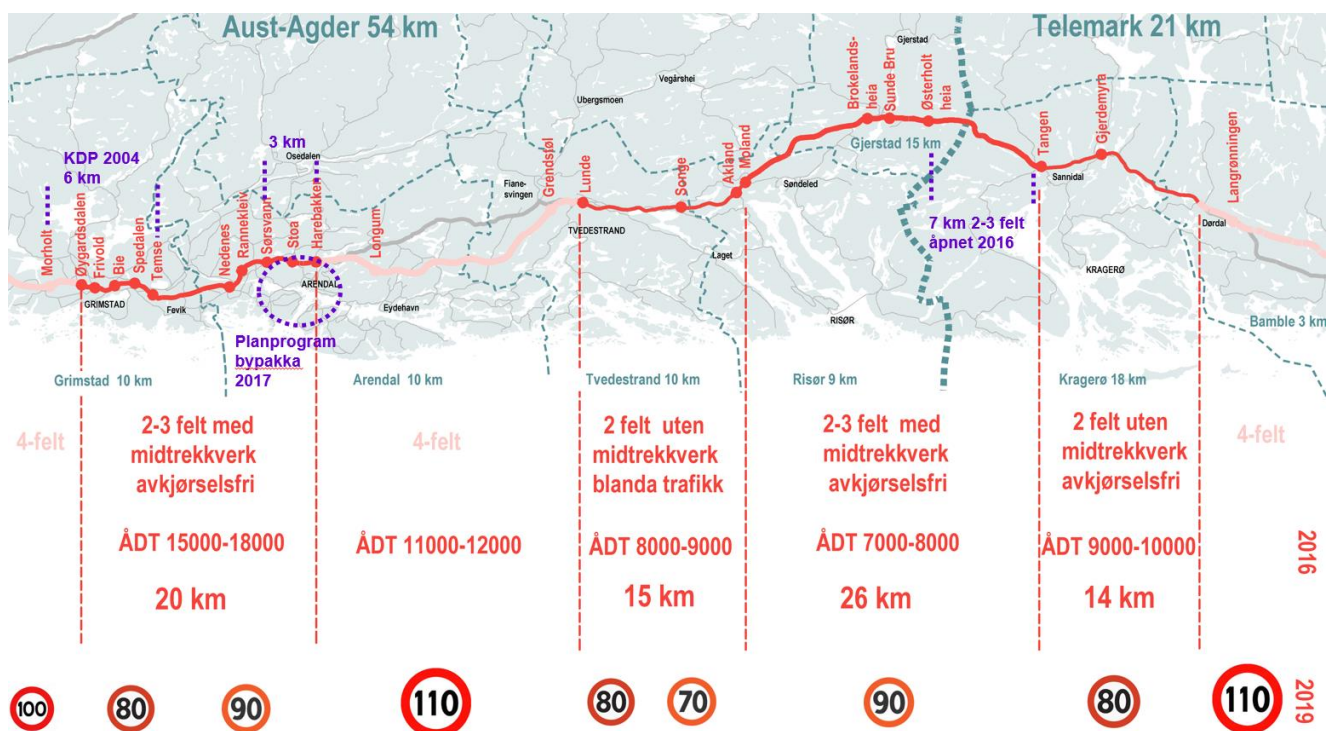 Aust-Agder 54 km
Telemark 21 km
Gjerstad
Brokelands-
heia
Sunde Bru
Østerholt
heia
Vegårshei
Ubergsmoen
KDP 2004
6 km
3 km
Osedalen
Grendsjøl
Lunde
Songe
Akland
Moland
Gjerstad 15 km
Tangen
Gjerdemyra
Langrønningen
Sannidal
Søndeled
Fiane-
svingen
TVEDESTRAND
7 km 2-3 felt
åpnet 2016
Dørdal
Morholt
Øygardsdalen
Frivold
Bie
Spedalen
Temse
Nedenes
Rannekleiv
Sørsvann
Stoa
Harebakken
Longum
Laget
KRAGERØ
GRIMSTAD
Fevik
ARENDAL
Eydehavn
RISØR
Bamble 3 km
Planprogram
bypakka
2017
Grimstad 10 km
Arendal 10 km
Tvedestrand 10 km
Risør 9 km
Kragerø 18 km
4-felt
2-3 felt med
midtrekkverk
avkjørselsfri
4-felt
2 felt uten
midtrekkverk
blanda trafikk
2-3 felt med
midtrekkverk
avkjørselsfri
2 felt uten
midtrekkverk
avkjørselsfri
4-felt
ÅDT 15000-18000
ÅDT 11000-12000
ÅDT 8000-9000
ÅDT 7000-8000
ÅDT 9000-10000
2016
20 km
15 km
26 km
14 km
100
80
90
110
80
70
90
80
110
2019